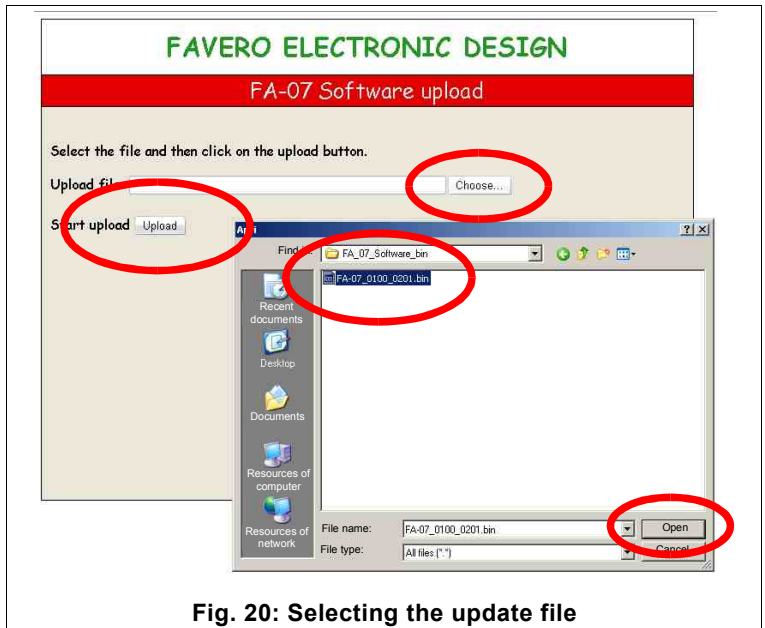 FAVERO ELECTRONIC DESIGN
FA-07 Software upload
Select the file and then click on the upload button.
Upload file Choose...
Start upload Upload
Find FA_07_Software_bin
FA-07_0100_0201.bin
Recent
documents
Desktop
Documents
Resources of
computer
Resources of
network
File name: FA-07_0100_0201.bin Open
File type: All files (*.*) Cancel
Fig. 20: Selecting the update file